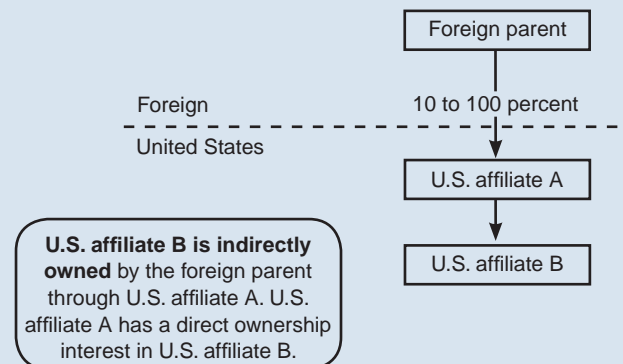 Foreign parent
Foreign
10 to 100 percent
United States
U.S. affiliate A
U.S. affiliate B
U.S. affiliate B is indirectly
owned by the foreign parent
through U.S. affiliate A. U.S.
affiliate A has a direct ownership
interest in U.S. affiliate B.